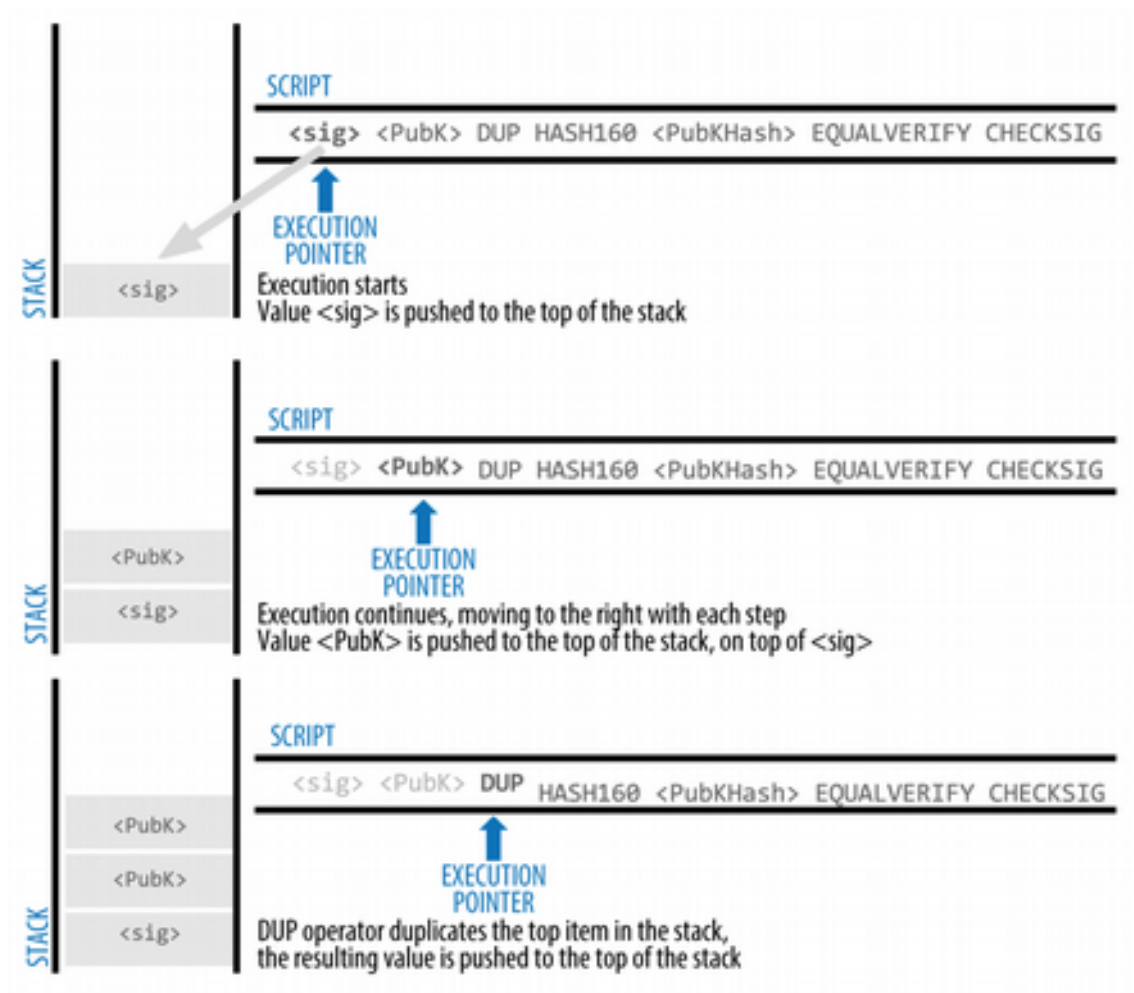 SCRIPT
<sig> <PubK> DUP HASH160 <PubKHash> EQUALVERIFY CHECKSIG
EXECUTION
POINTER
STACK
<sig>
Execution starts
Value <sig> is pushed to the top of the stack
SCRIPT
<sig> <PubK> DUP HASH160 <PubKHash> EQUALVERIFY CHECKSIG
EXECUTION
POINTER
STACK
<PubK>
<sig>
Execution continues, moving to the right with each step
Value <PubK> is pushed to the top of the stack, on top of <sig>
SCRIPT
<sig> <PubK> DUP HASH160 <PubKHash> EQUALVERIFY CHECKSIG
EXECUTION
POINTER
STACK
<PubK>
<PubK>
<sig>
DUP operator duplicates the top item in the stack,
the resulting value is pushed to the top of the stack